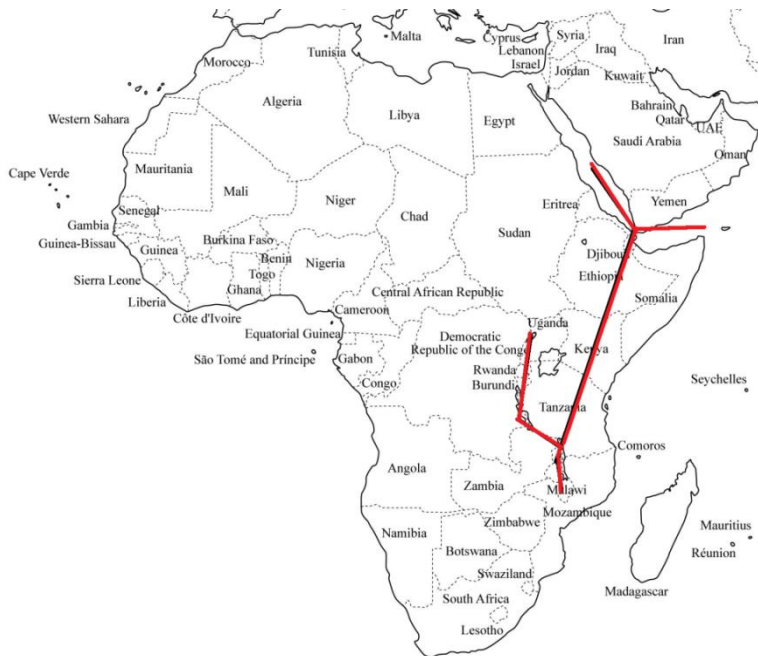 Malta
Cyprus
Lebanon
Israel
Syria
Iraq
Iran
Jordan
Kuwait
Morocco
Tunisia
Algeria
Libya
Egypt
Bahrain
Qatar
UAE
Saudi Arabia
Oman
Western Sahara
Mauritania
Cape Verde
Mali
Niger
Chad
Sudan
Eritrea
Yemen
Senegal
Gambia
Guinea-Bissau
Guinea
Burkina Faso
Benin
Togo
Ghana
Nigeria
Djibouti
Ethiopia
Somalia
Sierra Leone
Liberia
Côte d'Ivoire
Central African Republic
Cameroon
Equatorial Guinea
São Tomé and Príncipe
Gabon
Congo
Democratic
Republic of the Congo
Uganda
Kenya
Rwanda
Burundi
Tanzania
Seychelles
Comoros
Angola
Zambia
Malawi
Mozambique
Zimbabwe
Namibia
Botswana
Swaziland
South Africa
Lesotho
Madagascar
Mauritius
Réunion